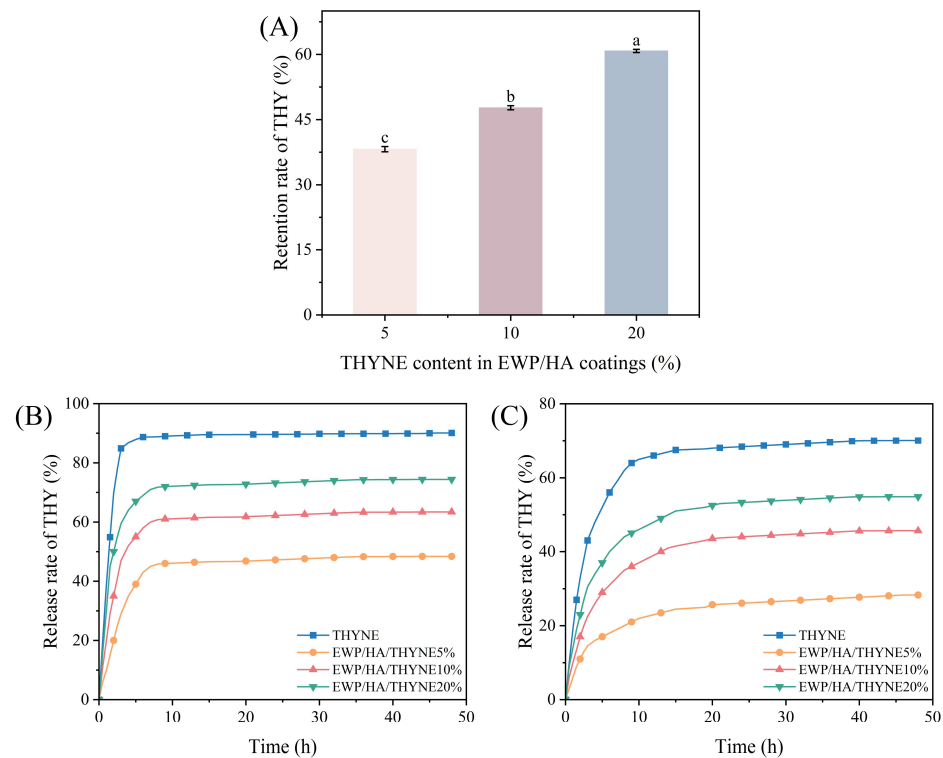 (A)
Retention rate of THY (%)
60
45
30
15
0
c
b
a
5 10 20
THYNE content in EWP/HA coatings (%)
(B)
Release rate of THY (%)
100
80
60
40
20
0
THYNE
EWP/HA/THYNE5%
EWP/HA/THYNE10%
EWP/HA/THYNE20%
0 10 20 30 40 50
Time (h)
(C)
Release rate of THY (%)
80
60
40
20
0
THYNE
EWP/HA/THYNE5%
EWP/HA/THYNE10%
EWP/HA/THYNE20%
0 10 20 30 40 50
Time (h)